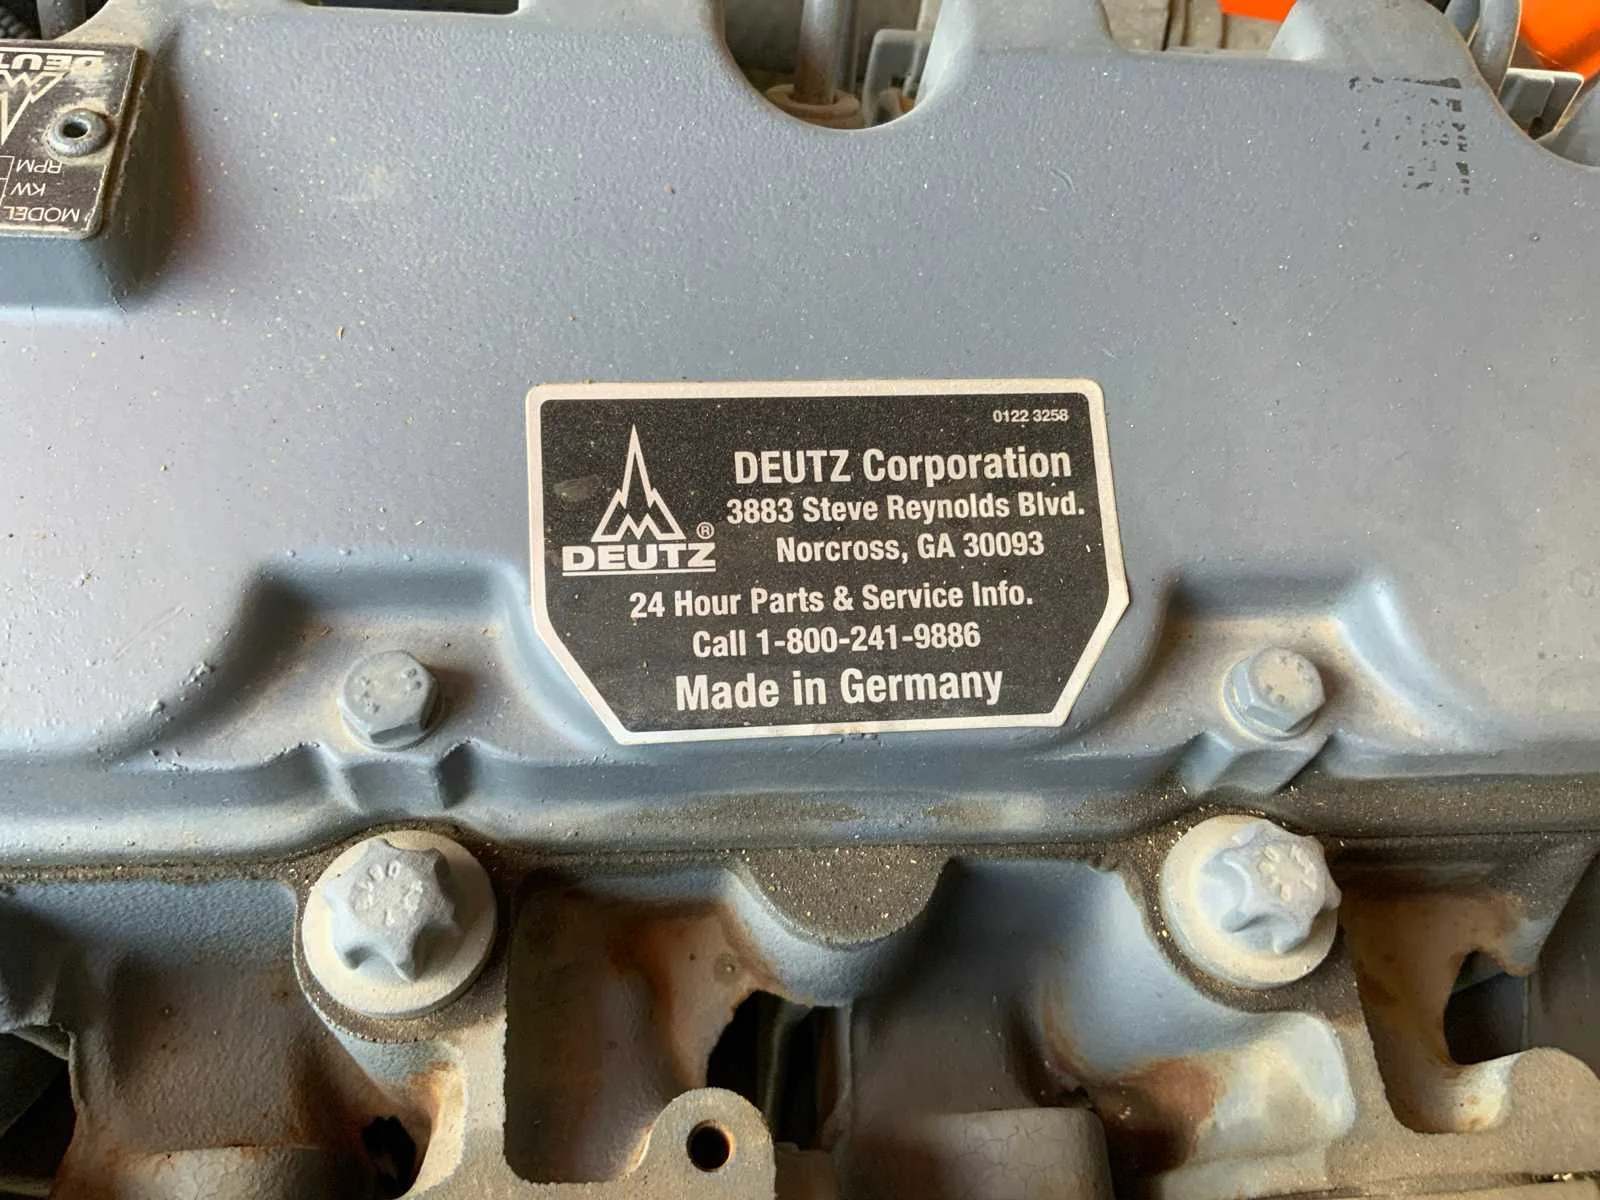 DEUTZ
RPM
KW
MODEL
0122 3258
DEUTZ Corporation
3883 Steve Reynolds Blvd.
Norcross, GA 30093
DEUTZ®
24 Hour Parts & Service Info.
Call 1-800-241-9886
Made in Germany